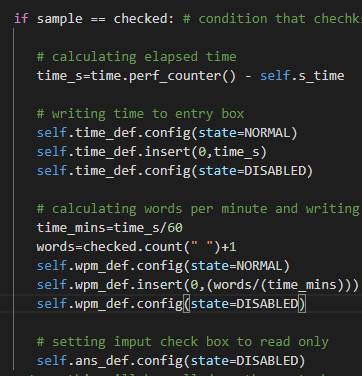 if sample == checked: # condition that chechk
# calculating elapsed time
time_s=time.perf_counter() - self.s_time
# writing time to entry box
self.time_def.config(state=NORMAL)
self.time_def.insert(0,time_s)
self.time_def.config(state=DISABLED)
# calculating words per minute and writing
time_mins=time_s/60
words=checked.count(" ")+1
self.wpm_def.config(state=NORMAL)
self.wpm_def.insert(0,(words/(time_mins)))
self.wpm_def.config(state=DISABLED)
# setting imput check box to read only
self.ans_def.config(state=DISABLED)